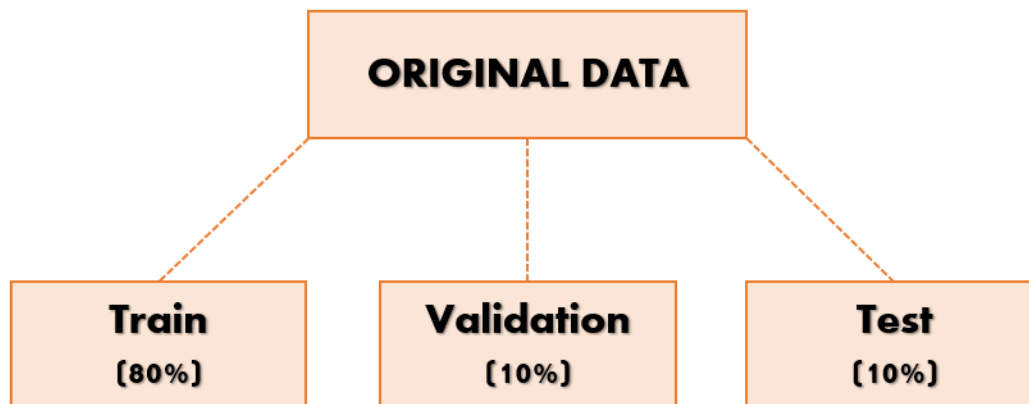 ORIGINAL DATA
Train
(80%)
Validation
(10%)
Test
(10%)